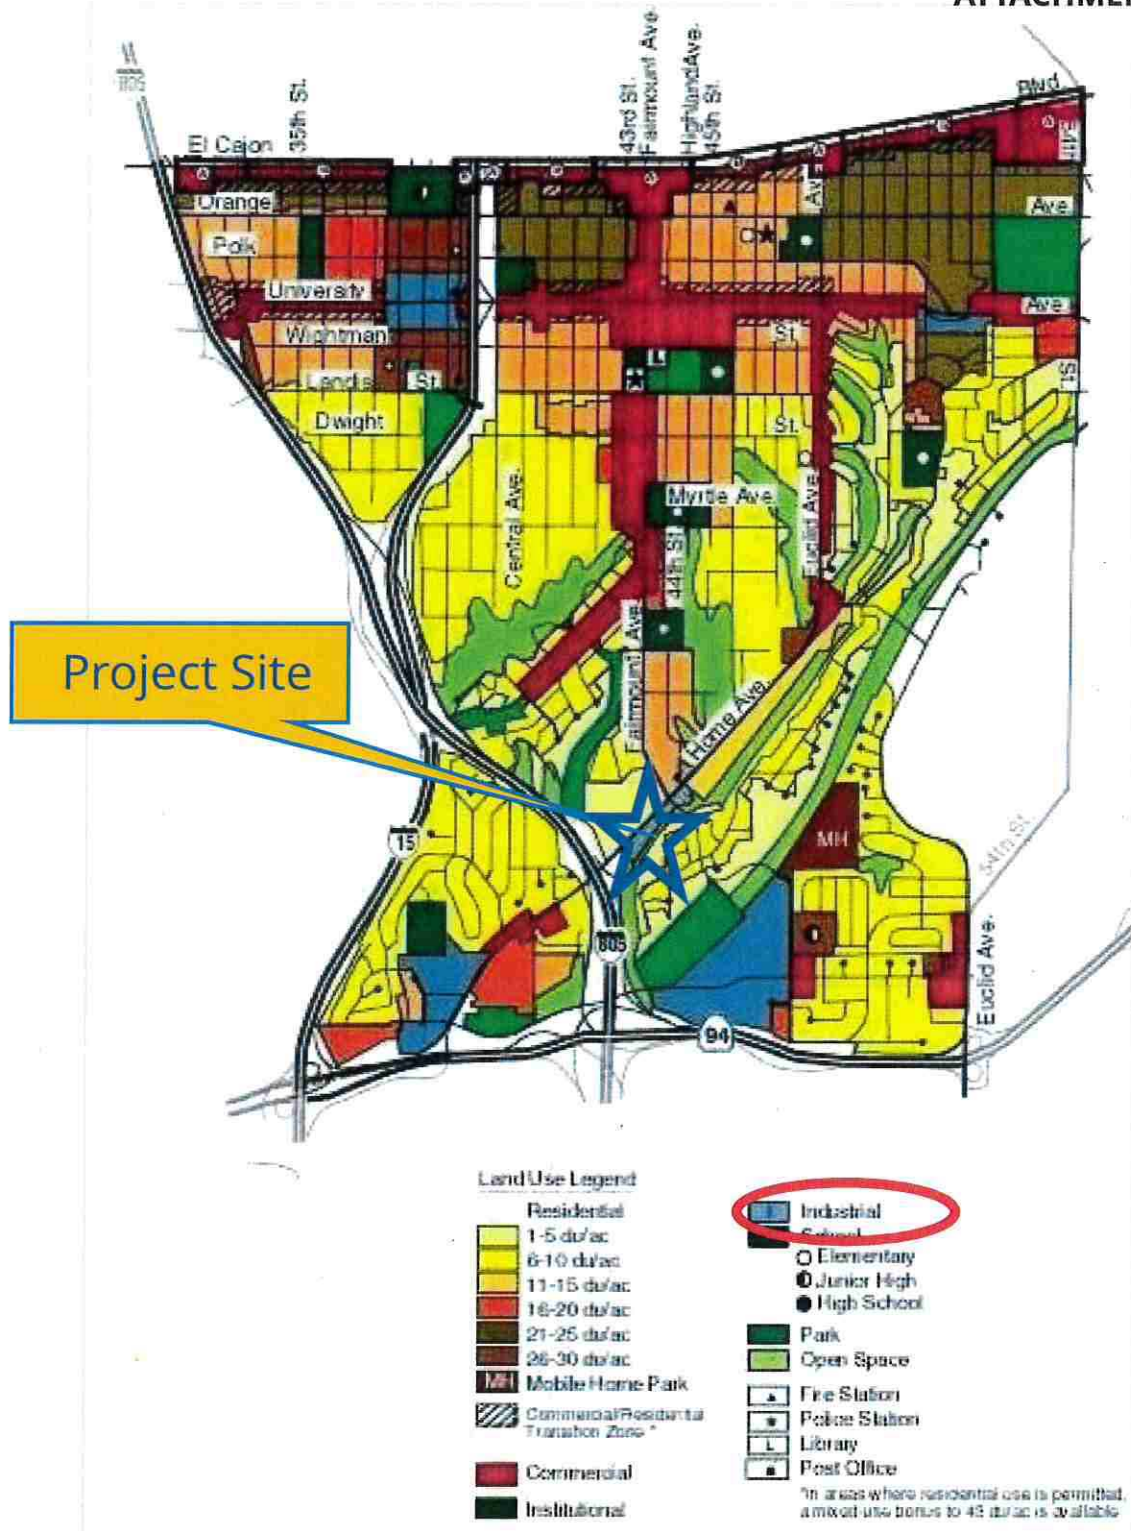 El Cajon
35th St.
43rd St.
Fairmount Ave.
Highland Ave.
45th St.
Blvd
54th
Orange
Ave.
Ave.
Polk
University
Ave.
Wightman
St.
Landis
St.
St.
Dwight
St.
Central Ave.
Myrtle Ave.
44th St.
Euclid Ave.
Fairmount Ave.
Home Ave.
Project Site
15
805
805
MH
54th St.
Euclid Ave.
94
L
Land Use Legend
Residential
1-5 du/ac
6-10 du/ac
11-15 du/ac
16-20 du/ac
21-25 du/ac
26-30 du/ac
MH Mobile Home Park
Commercial/Residential
Transition Zone *
Commercial
Institutional
Industrial
School
Elementary
Junior High
High School
Park
Open Space
Fire Station
Police Station
L Library
Post Office
*In areas where residential use is permitted,
a mixed-use bonus to 43 du/ac is available